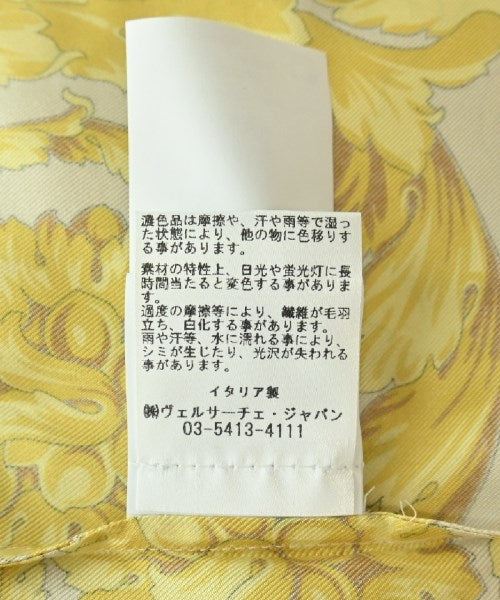 濃色品は摩擦や、汗や雨等で湿っ
た状態により、他の物に色移りす
る事があります。
素材の特性上、日光や蛍光灯に長
時間当たると変色する事がありま
す。
過度の摩擦等により、繊維が毛羽
立ち、白化する事があります。
雨や汗等、水に濡れる事により、
シミが生じたり、光沢が失われる
事があります。
イタリア製
㈱ヴェルサーチェ・ジャパン
03-5413-4111